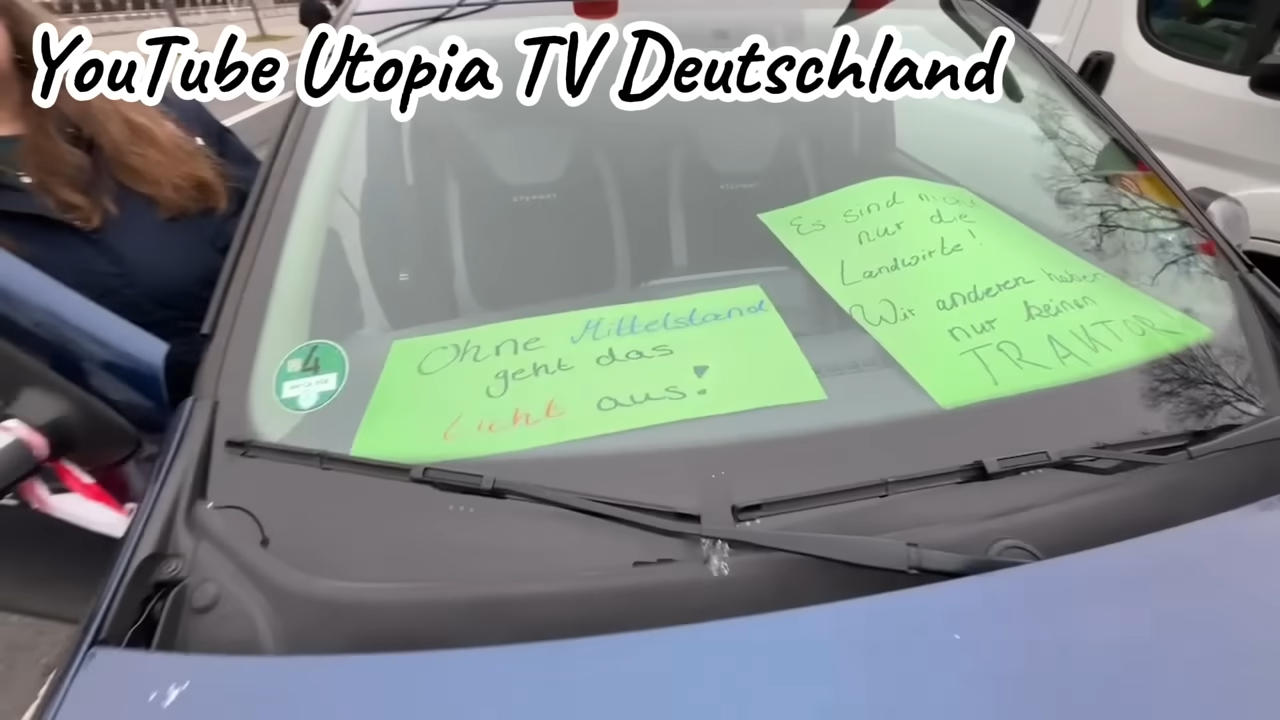 YouTube Utopia TV Deutschland
Es sind nicht
nur die
Landwirte!
Wir anderen haben
nur keinen
TRAKTOR!
Ohne Mittelstand
geht das
Licht aus!
4